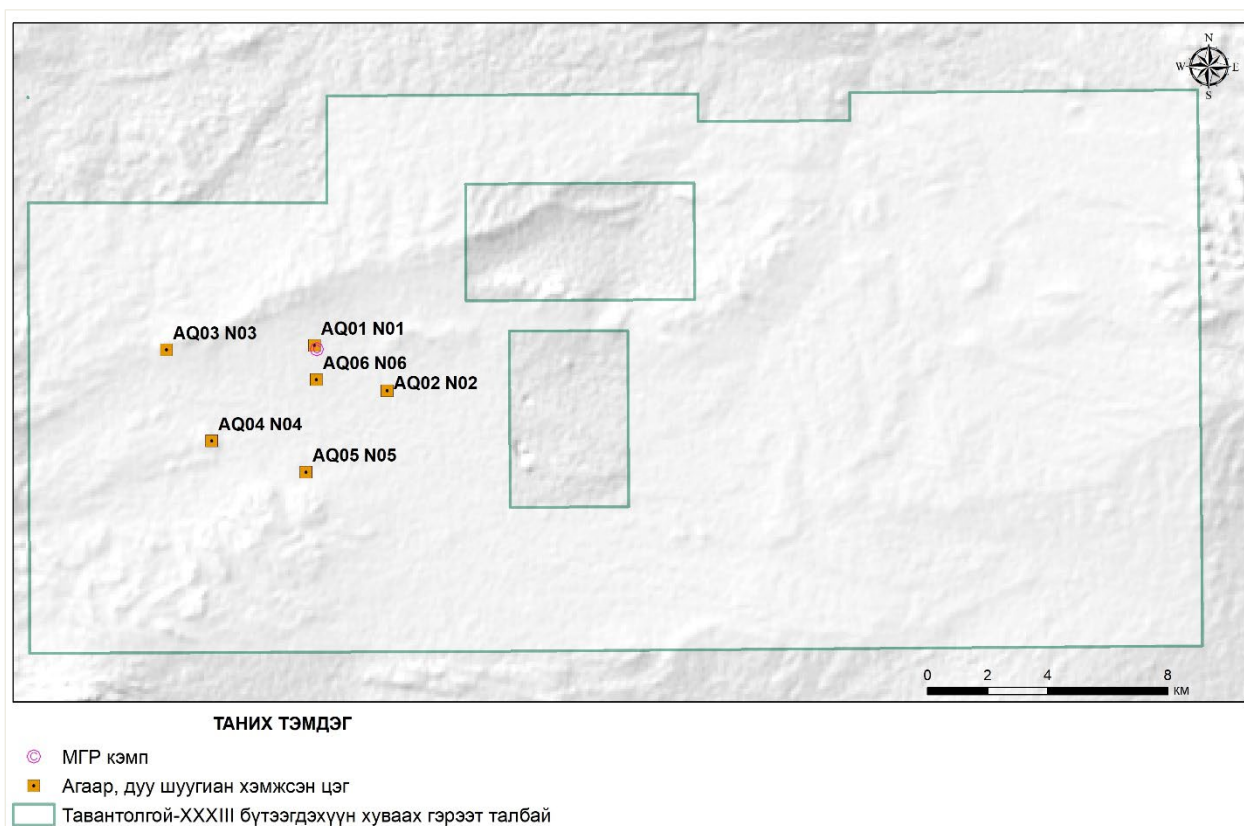 N
W E
S
AQ03 N03
AQ01 N01
AQ06 N06
AQ02 N02
AQ04 N04
AQ05 N05
0 2 4 8
КМ
ТАНИХ ТЭМДЭГ
© МГР кэмп
Агаар, дуу шуугиан хэмжсэн цэг
Тавантолгой-XXXIII бүтээгдэхүүн хуваах гэрээт талбай